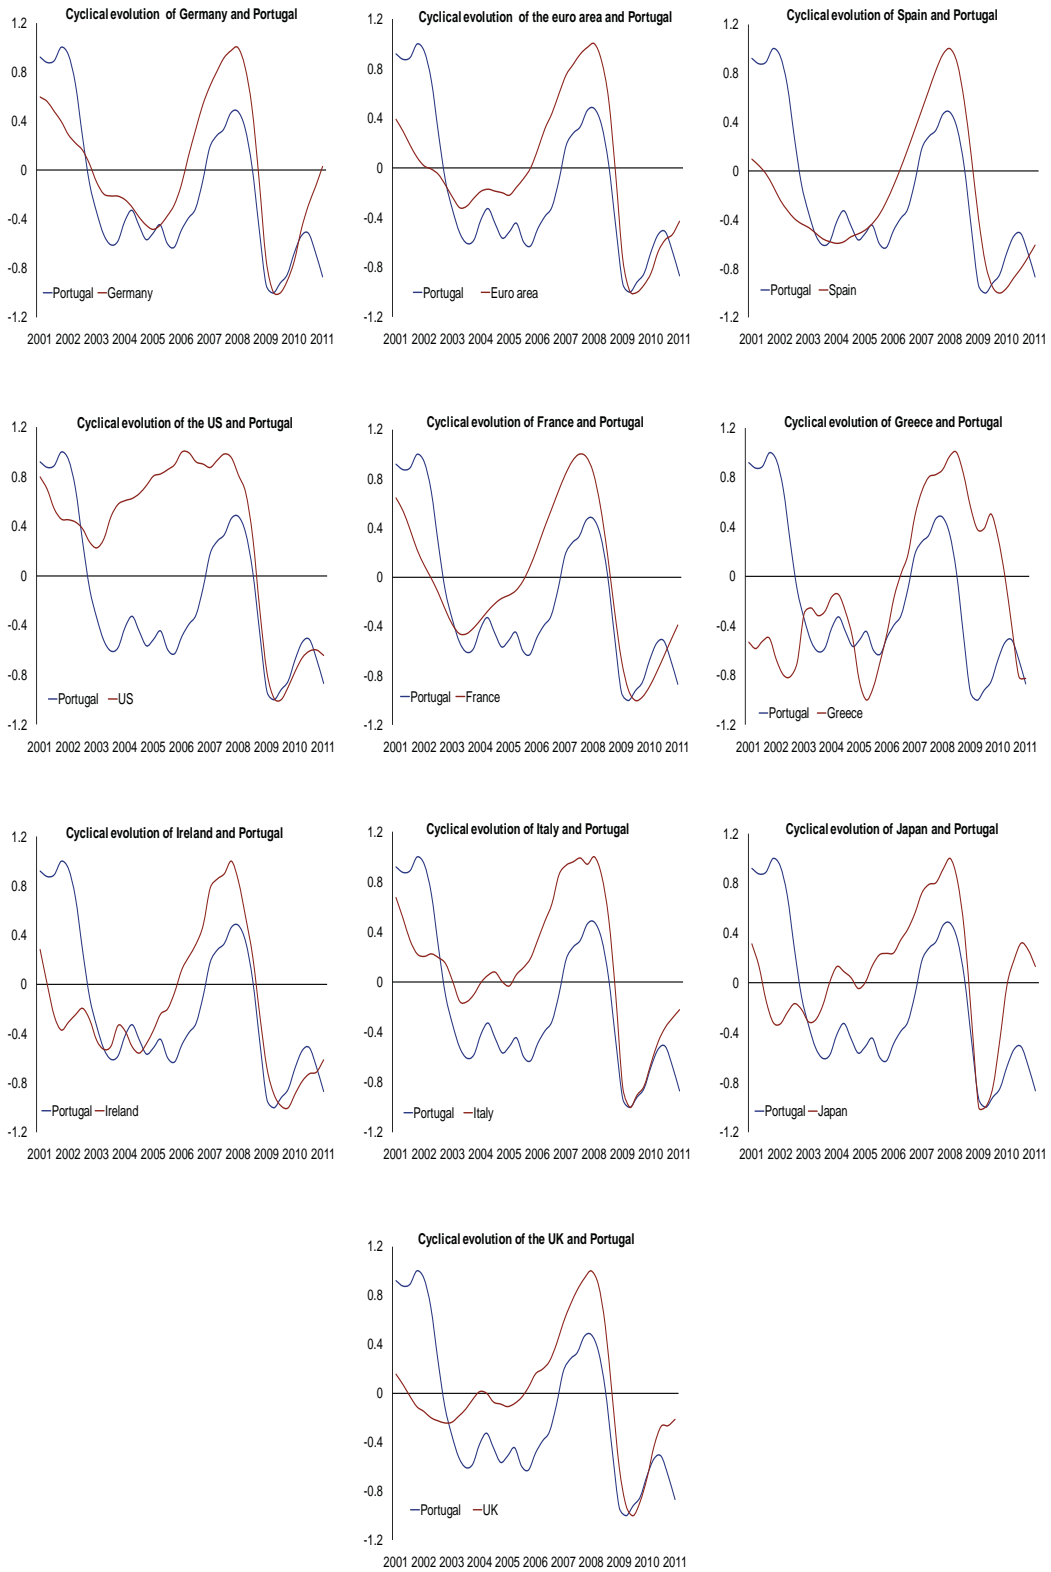 Cyclical evolution of Germany and Portugal
1.2
0.8
0.4
0
-0.4
-0.8
-1.2
Portugal Germany
2001 2002 2003 2004 2005 2006 2007 2008 2009 2010 2011
Cyclical evolution of the euro area and Portugal
1.2
0.8
0.4
0
-0.4
-0.8
-1.2
Portugal Euro area
2001 2002 2003 2004 2005 2006 2007 2008 2009 2010 2011
Cyclical evolution of Spain and Portugal
1.2
0.8
0.4
0
-0.4
-0.8
-1.2
Portugal Spain
2001 2002 2003 2004 2005 2006 2007 2008 2009 2010 2011
Cyclical evolution of the US and Portugal
1.2
0.8
0.4
0
-0.4
-0.8
-1.2
Portugal US
2001 2002 2003 2004 2005 2006 2007 2008 2009 2010 2011
Cyclical evolution of France and Portugal
1.2
0.8
0.4
0
-0.4
-0.8
-1.2
Portugal France
2001 2002 2003 2004 2005 2006 2007 2008 2009 2010 2011
Cyclical evolution of Greece and Portugal
1.2
0.8
0.4
0
-0.4
-0.8
-1.2
Portugal Greece
2001 2002 2003 2004 2005 2006 2007 2008 2009 2010 2011
Cyclical evolution of Ireland and Portugal
1.2
0.8
0.4
0
-0.4
-0.8
-1.2
Portugal Ireland
2001 2002 2003 2004 2005 2006 2007 2008 2009 2010 2011
Cyclical evolution of Italy and Portugal
1.2
0.8
0.4
0
-0.4
-0.8
-1.2
Portugal Italy
2001 2002 2003 2004 2005 2006 2007 2008 2009 2010 2011
Cyclical evolution of Japan and Portugal
1.2
0.8
0.4
0
-0.4
-0.8
-1.2
Portugal Japan
2001 2002 2003 2004 2005 2006 2007 2008 2009 2010 2011
Cyclical evolution of the UK and Portugal
1.2
0.8
0.4
0
-0.4
-0.8
-1.2
Portugal UK
2001 2002 2003 2004 2005 2006 2007 2008 2009 2010 2011